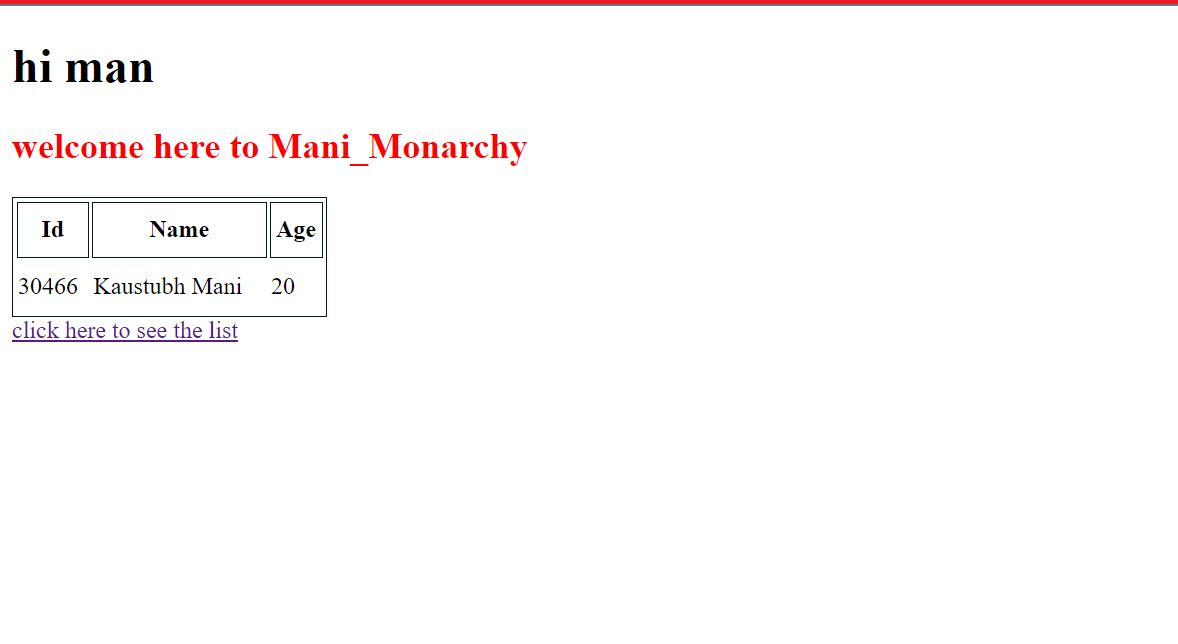 hi man
welcome here to Mani_Monarchy
Id Name Age
30466 Kaustubh Mani 20
click here to see the list